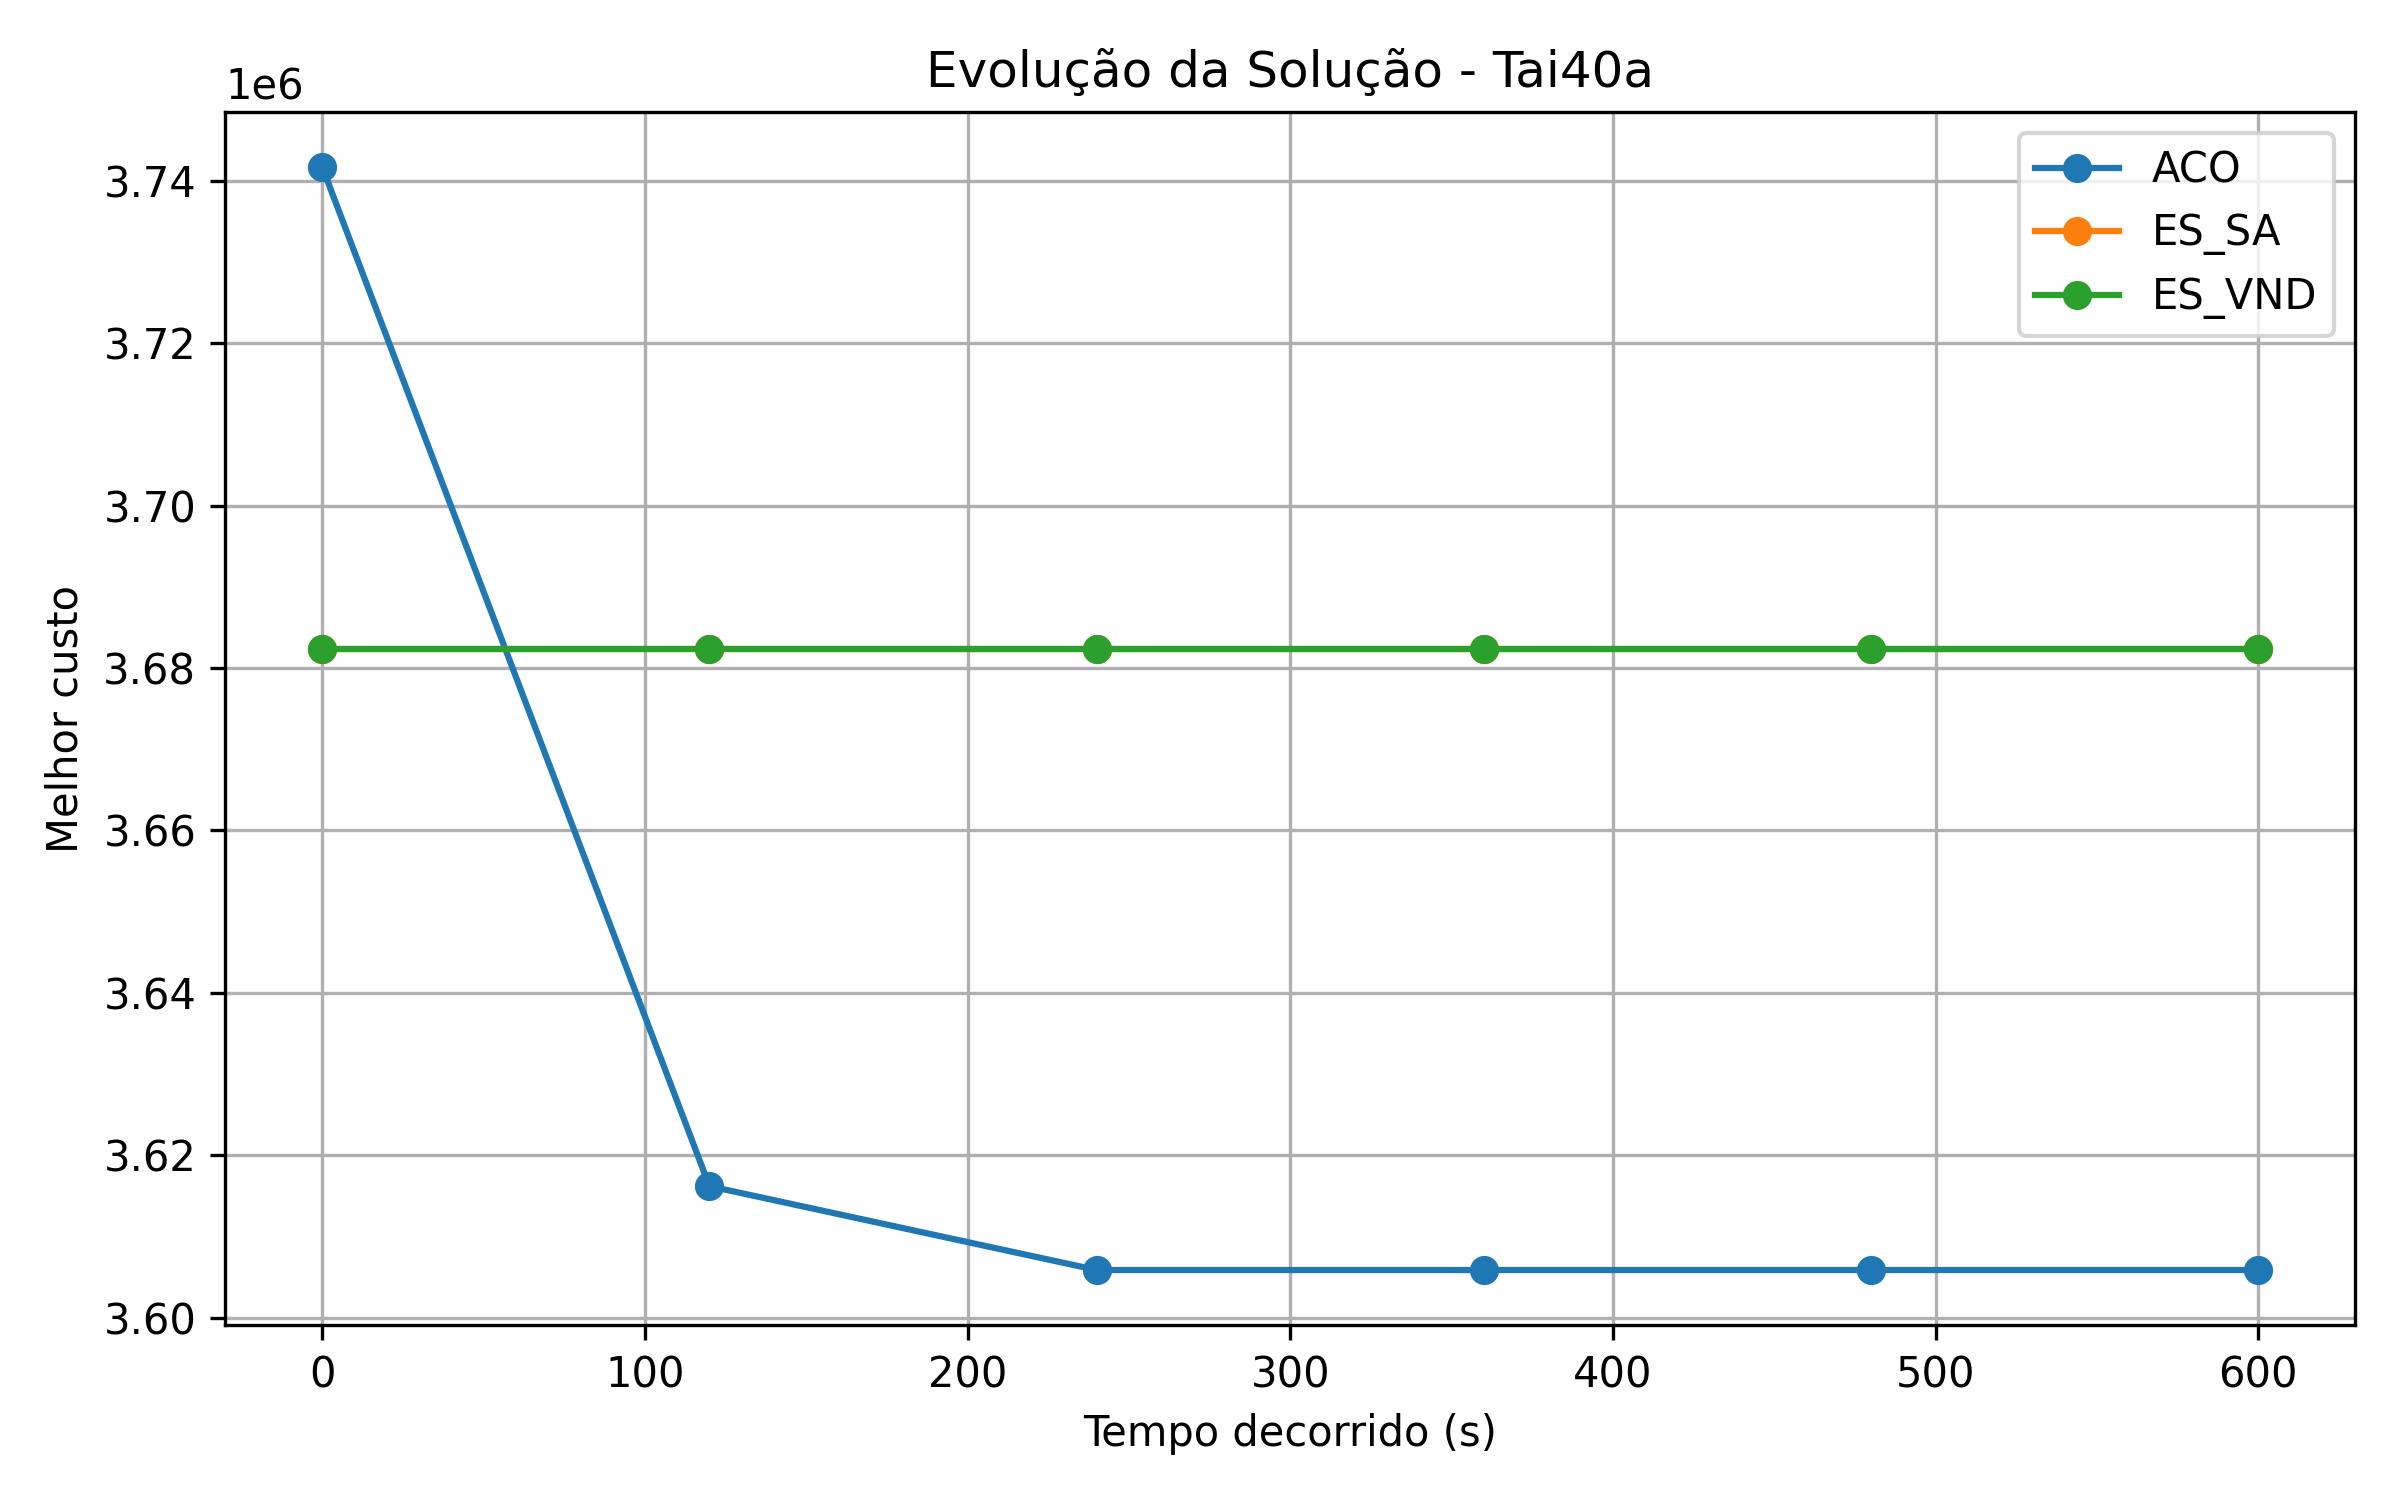 Evolução da Solução - Tai40a
1e6
3.74
3.72
3.70
3.68
3.66
3.64
3.62
3.60
Melhor custo
0 100 200 300 400 500 600
Tempo decorrido (s)
ACO
ES_SA
ES_VND